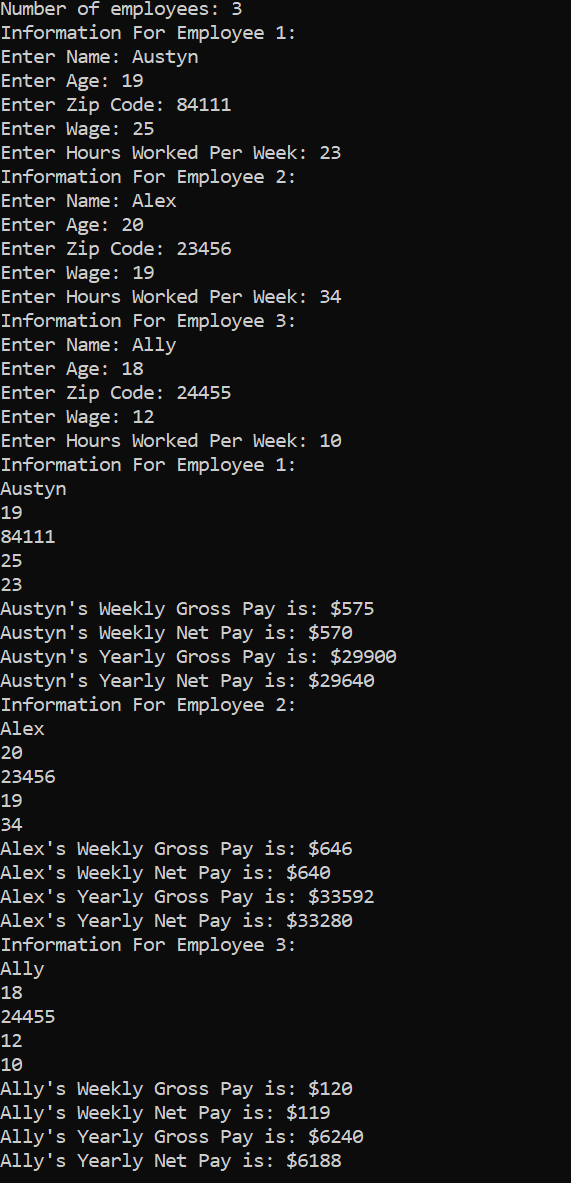 Number of employees: 3
Information For Employee 1:
Enter Name: Austyn
Enter Age: 19
Enter Zip Code: 84111
Enter Wage: 25
Enter Hours Worked Per Week: 23
Information For Employee 2:
Enter Name: Alex
Enter Age: 20
Enter Zip Code: 23456
Enter Wage: 19
Enter Hours Worked Per Week: 34
Information For Employee 3:
Enter Name: Ally
Enter Age: 18
Enter Zip Code: 24455
Enter Wage: 12
Enter Hours Worked Per Week: 10
Information For Employee 1:
Austyn
19
84111
25
23
Austyn's Weekly Gross Pay is: $575
Austyn's Weekly Net Pay is: $570
Austyn's Yearly Gross Pay is: $29900
Austyn's Yearly Net Pay is: $29640
Information For Employee 2:
Alex
20
23456
19
34
Alex's Weekly Gross Pay is: $646
Alex's Weekly Net Pay is: $640
Alex's Yearly Gross Pay is: $33592
Alex's Yearly Net Pay is: $33280
Information For Employee 3:
Ally
18
24455
12
10
Ally's Weekly Gross Pay is: $120
Ally's Weekly Net Pay is: $119
Ally's Yearly Gross Pay is: $6240
Ally's Yearly Net Pay is: $6188